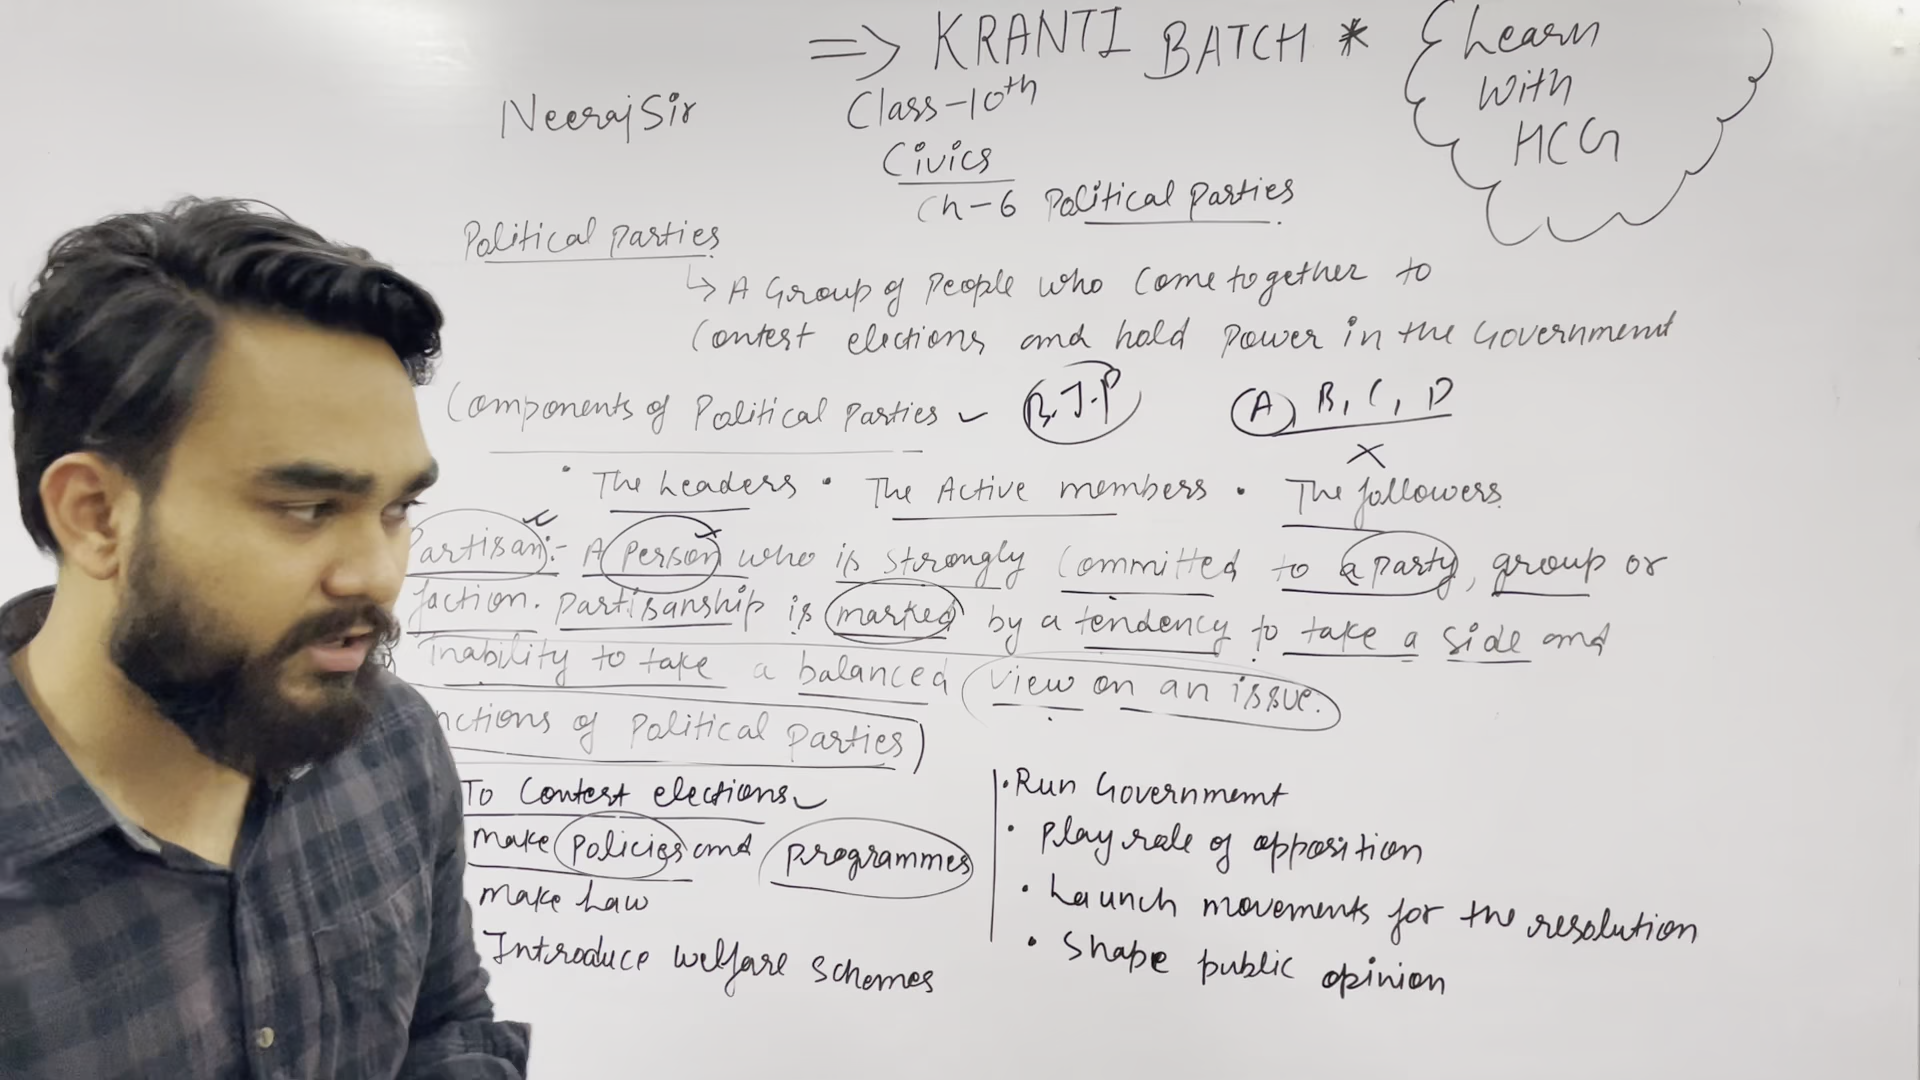 => KRANTI BATCH *
Learn
With
HCG
Neeraj Sir
Class-10th
Civics
Ch-6 Political Parties
Political Parties
↳ A Group of People who Come together to
Contest elections and hold Power in the Government
Components of Political Parties ✓ B.J.P A, B, C, D
X
• The Leaders • The Active members • The followers
Partisan:- A Person who is strongly Committed to a party, group or
faction. Partisanship is marked by a tendency to take a side and
Inability to take a balanced view on an issue.
nctions of Political Parties
To Contest elections
make policies and programmes
make Law
Introduce welfare schemes
• Run Government
• Play role of opposition
• Launch movements for the resolution
• Shape public opinion